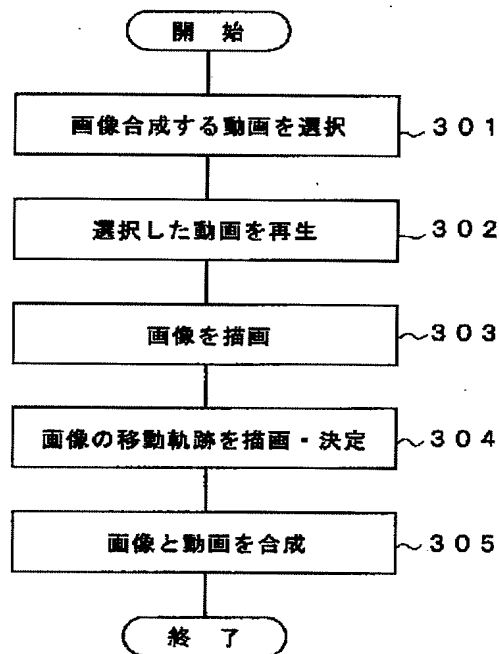 開始
画像合成する動画を選択 301
選択した動画を再生 302
画像を描画 303
画像の移動軌跡を描画・決定 304
画像と動画を合成 305
終了